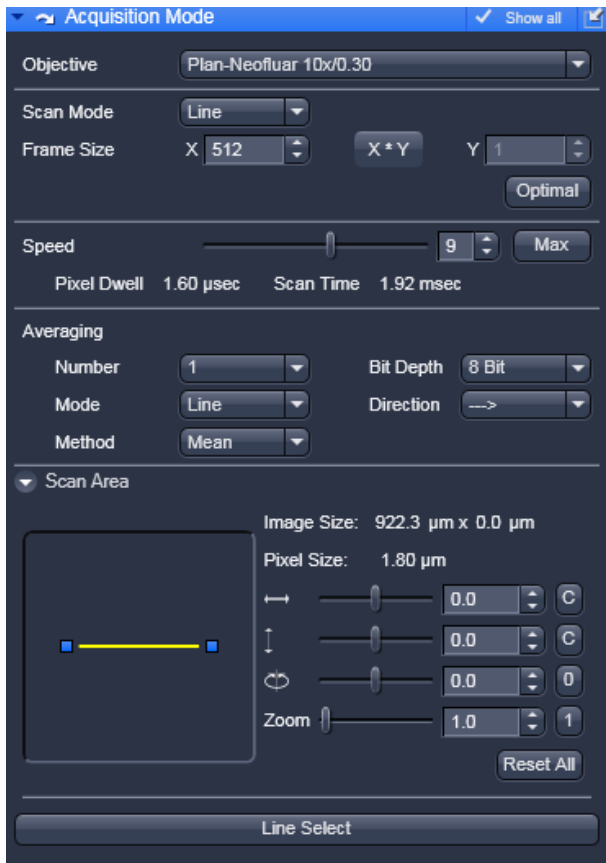 Acquisition Mode Show all
Objective Plan-Neofluar 10x/0.30
Scan Mode Line
Frame Size X 512 X * Y Y 1
Optimal
Speed 9 Max
Pixel Dwell 1.60 µsec Scan Time 1.92 msec
Averaging
Number 1 Bit Depth 8 Bit
Mode Line Direction --->
Method Mean
Scan Area
Image Size: 922.3 µm x 0.0 µm
Pixel Size: 1.80 µm
0.0 C
0.0 C
0.0 0
Zoom 1.0 1
Reset All
Line Select